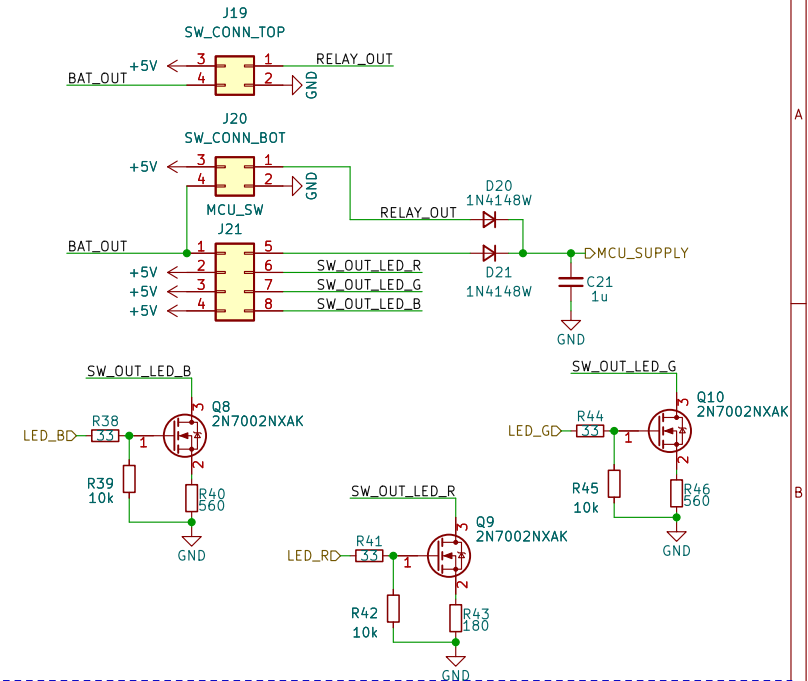 J19
SW_CONN_TOP
+5V 3 1 RELAY_OUT
BAT_OUT 4 2 GND
A
J20
SW_CONN_BOT
+5V 3 1
4 2 GND
D20
1N4148W
MCU_SW
RELAY_OUT
J21
BAT_OUT 1 5 MCU_SUPPLY
+5V 2 6 SW_OUT_LED_R
D21
+5V 3 7 SW_OUT_LED_G
1N4148W
C21
1u
+5V 4 8 SW_OUT_LED_B
GND
SW_OUT_LED_B
Q8
2N7002NXAK
3
R38
LED_B 33 1
2
R39
10k
R40
560
GND
SW_OUT_LED_G
Q10
2N7002NXAK
3
R44
LED_G 33 1
2
R45
10k
R46
560
GND
B
SW_OUT_LED_R
Q9
2N7002NXAK
3
R41
LED_R 33 1
2
R42
10k
R43
180
GND